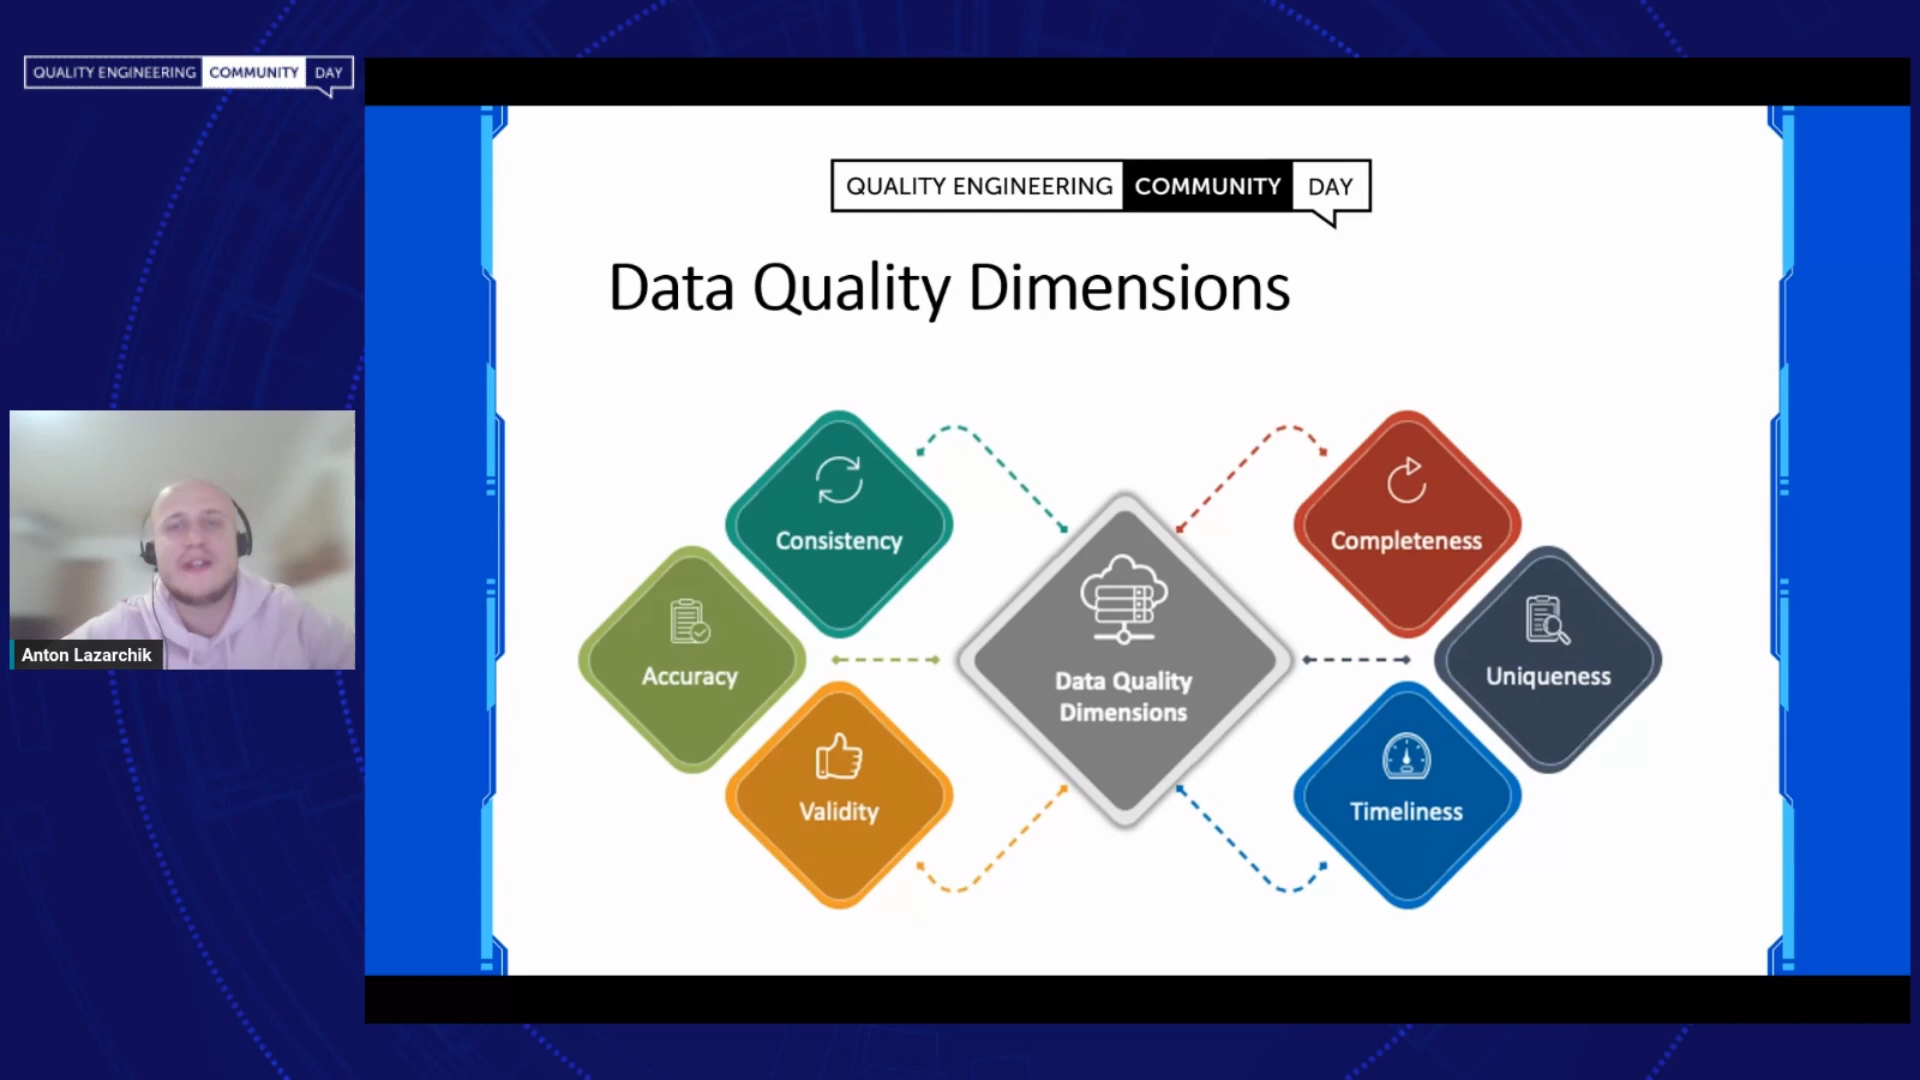 QUALITY ENGINEERING COMMUNITY DAY
QUALITY ENGINEERING COMMUNITY DAY
Data Quality Dimensions
Consistency
Completeness
Accuracy
Data Quality
Dimensions
Uniqueness
Validity
Timeliness
Anton Lazarchik